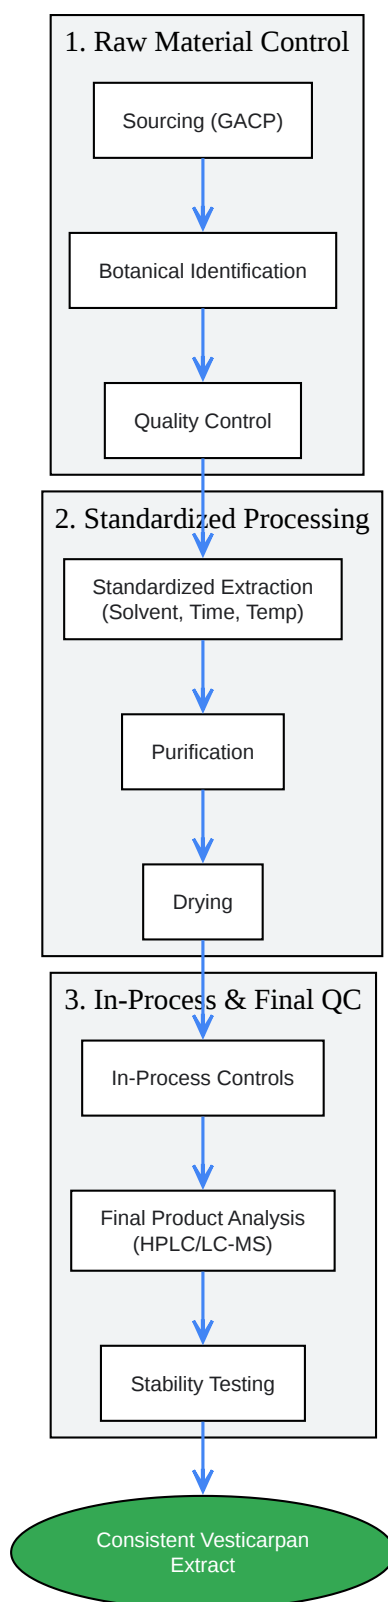 1. Raw Material Control
Sourcing (GACP)
Botanical Identification
Quality Control
2. Standardized Processing
Standardized Extraction
(Solvent, Time, Temp)
Purification
Drying
3. In-Process & Final QC
In-Process Controls
Final Product Analysis
(HPLC/LC-MS)
Stability Testing
Consistent Vesticarpan
Extract